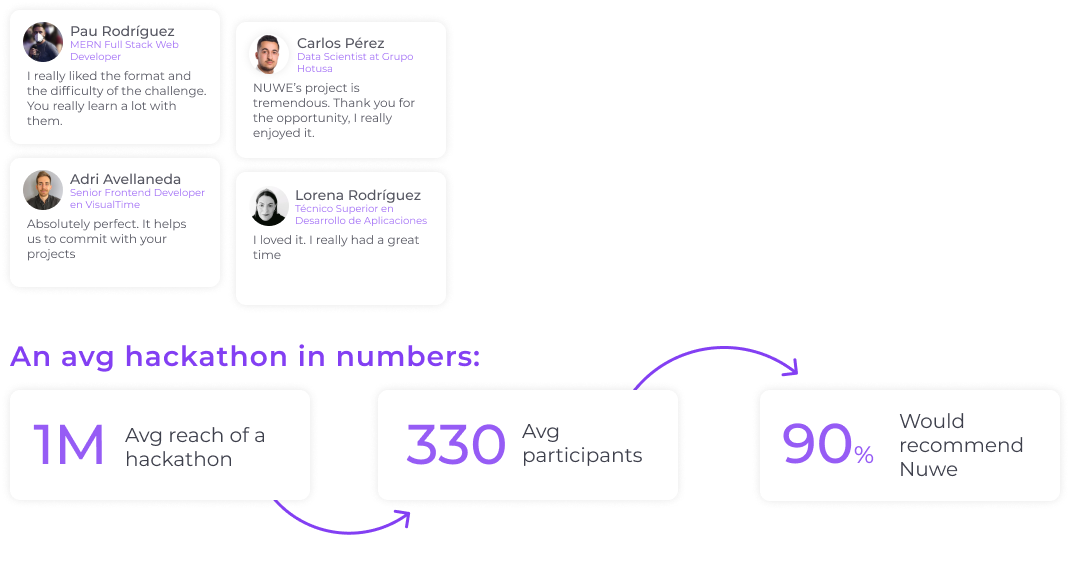 Pau Rodríguez
MERN Full Stack Web
Developer
I really liked the format and
the difficulty of the challenge.
You really learn a lot with
them.
Carlos Pérez
Data Scientist at Grupo
Hotusa
NUWE’s project is
tremendous. Thank you for
the opportunity, I really
enjoyed it.
Adri Avellaneda
Senior Frontend Developer
en VisualTime
Absolutely perfect. It helps
us to commit with your
projects
Lorena Rodríguez
Técnico Superior en
Desarrollo de Aplicaciones
I loved it. I really had a great
time
An avg hackathon in numbers:
1M
Avg reach of a
hackathon
330
Avg
participants
90%
Would
recommend
Nuwe